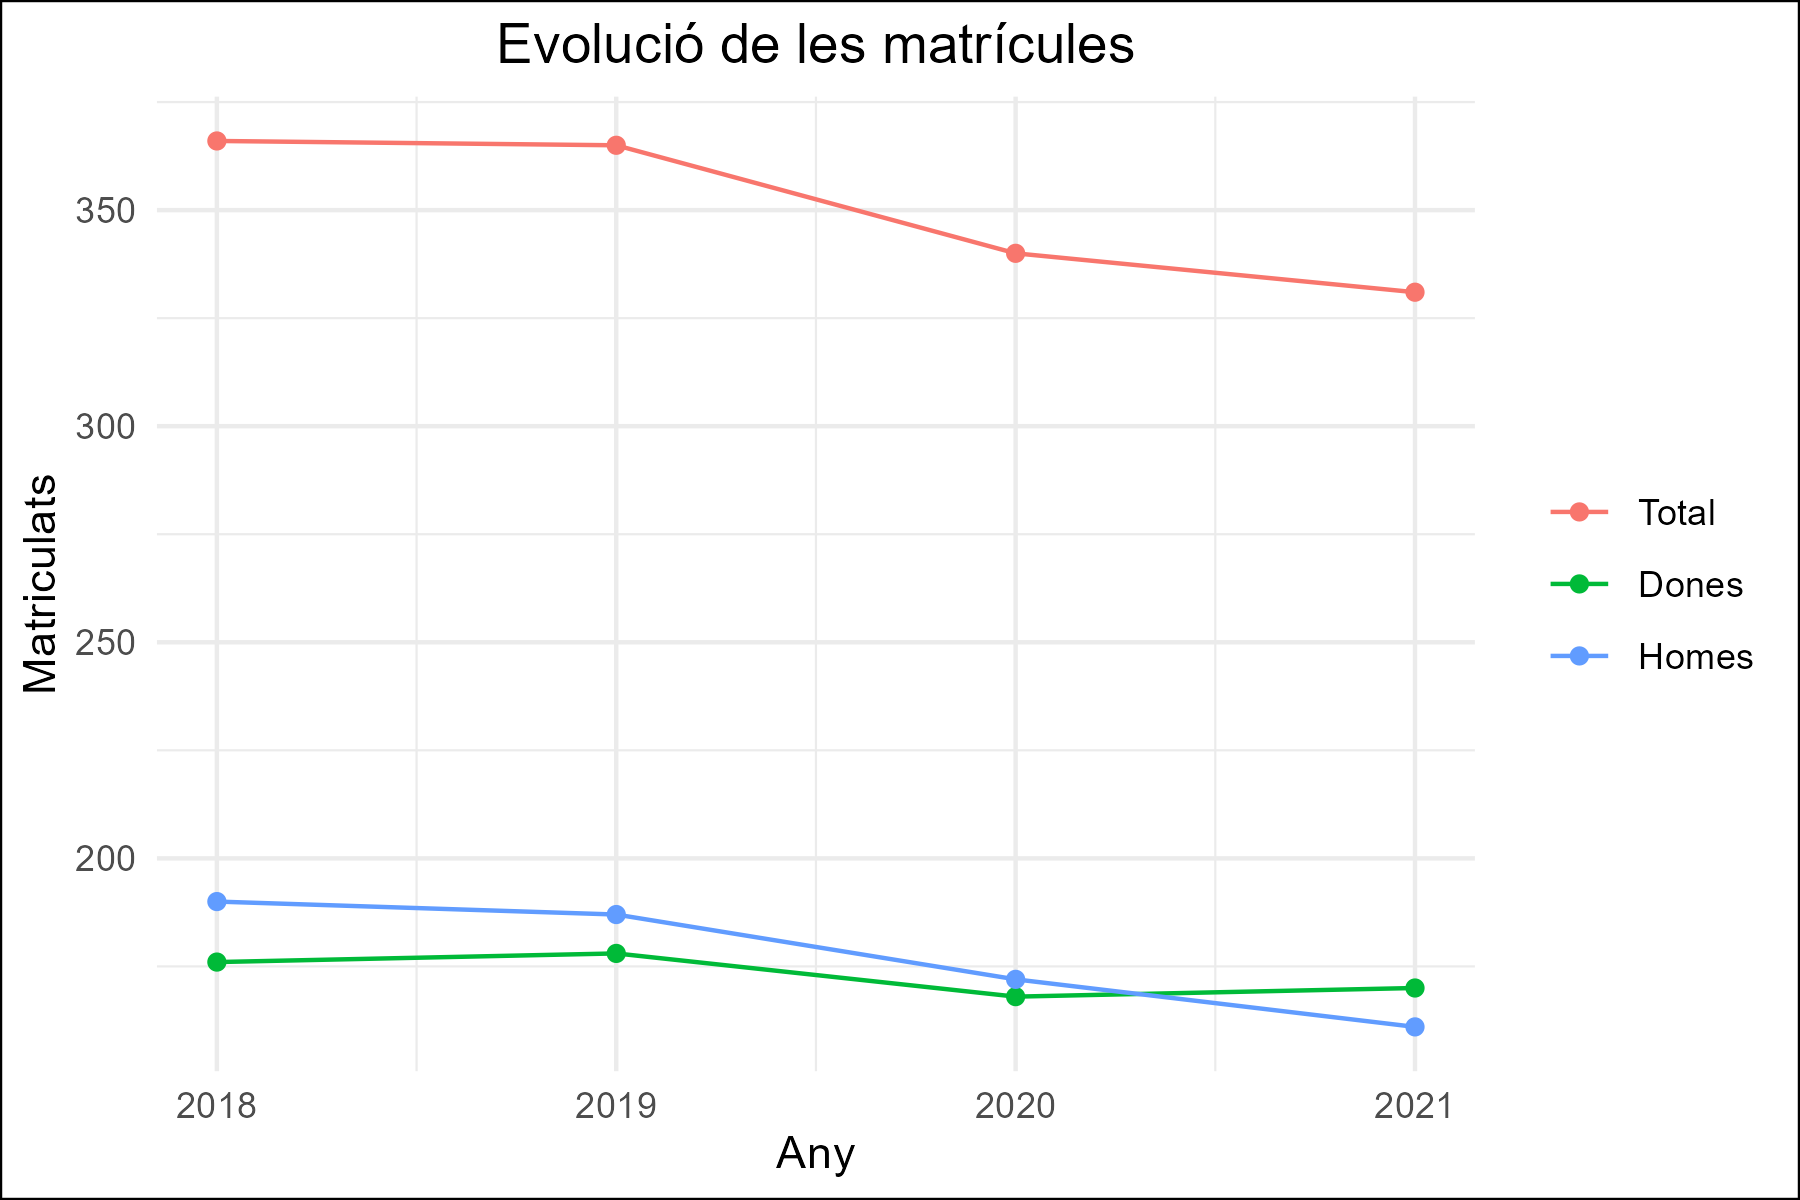 Evolució de les matrícules
Matriculats
350
300
250
200
2018
2019
2020
2021
Any
Total
Dones
Homes